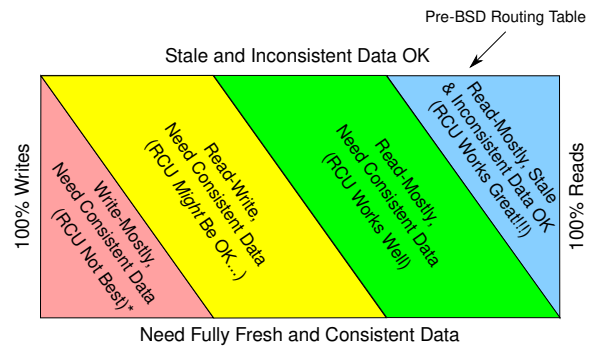 Pre-BSD Routing Table
Stale and Inconsistent Data OK
100% Writes
Write-Mostly,
Need Consistent Data
(RCU Not Best)*
Read-Write,
Need Consistent Data
(RCU Might Be OK...)
Read-Mostly,
Need Consistent Data
(RCU Works Well)
Read-Mostly, Stale
& Inconsistent Data OK
(RCU Works Great!!!)
100% Reads
Need Fully Fresh and Consistent Data